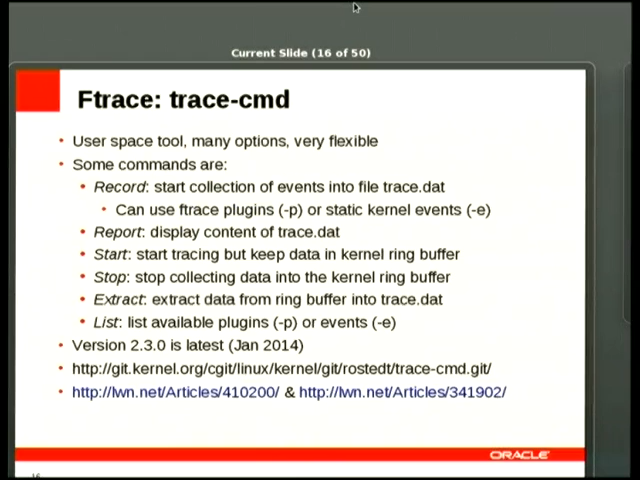 Current Slide (16 of 50)
Ftrace: trace-cmd
• User space tool, many options, very flexible
• Some commands are:
• Record: start collection of events into file trace.dat
• Can use ftrace plugins (-p) or static kernel events (-e)
• Report: display content of trace.dat
• Start: start tracing but keep data in kernel ring buffer
• Stop: stop collecting data into the kernel ring buffer
• Extract: extract data from ring buffer into trace.dat
• List: list available plugins (-p) or events (-e)
• Version 2.3.0 is latest (Jan 2014)
• http://git.kernel.org/cgit/linux/kernel/git/rostedt/trace-cmd.git/
• http://lwn.net/Articles/410200/ & http://lwn.net/Articles/341902/
ORACLE
16